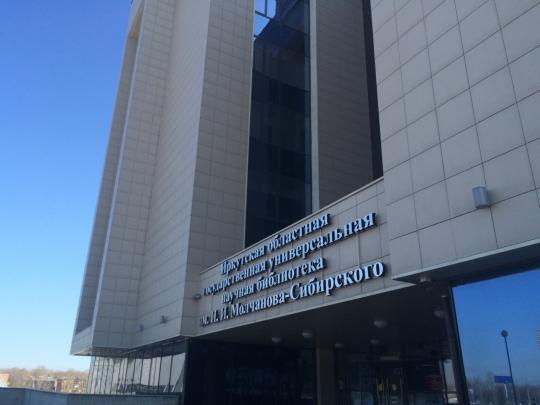 Иркутская областная
государственная универсальная
научная библиотека
им. И. И. Молчанова-Сибирского